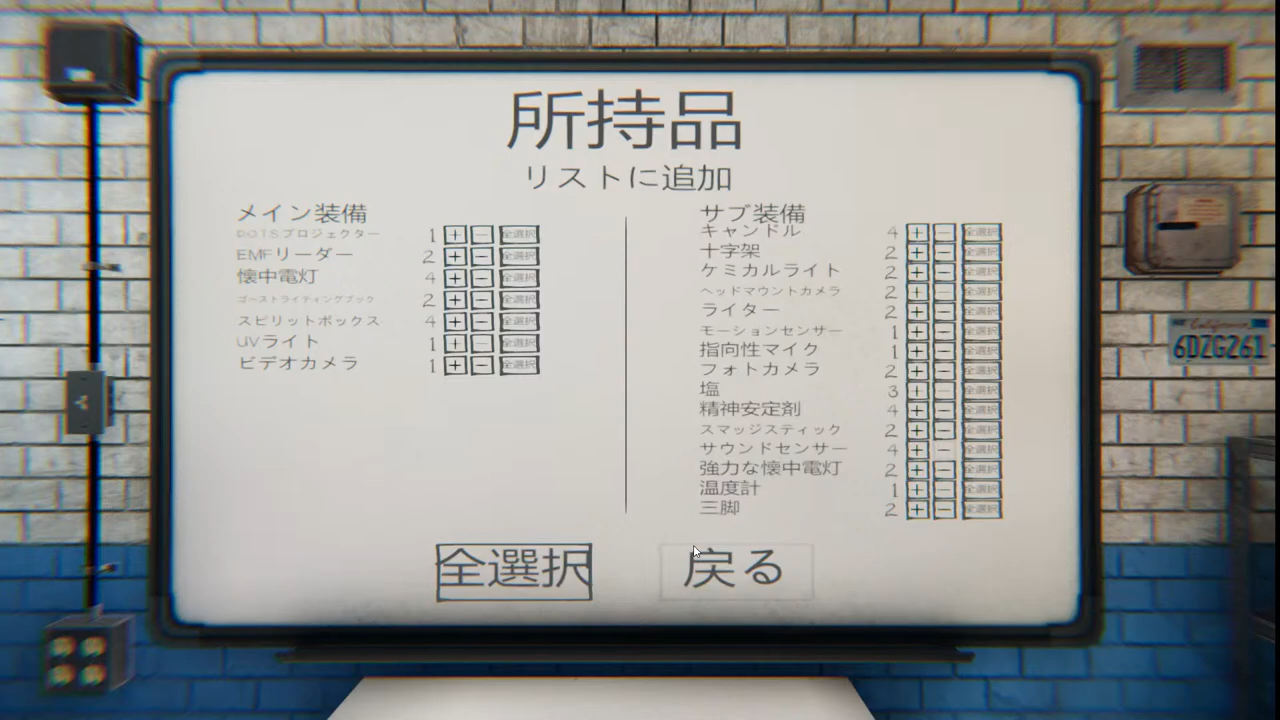 所持品
リストに追加
メイン装備
D.O.T.Sプロジェクター 1 + − 全選択
EMFリーダー 2 + − 全選択
懐中電灯 4 + − 全選択
ゴーストライティングブック 2 + − 全選択
スピリットボックス 4 + − 全選択
UVライト 1 + − 全選択
ビデオカメラ 1 + − 全選択
サブ装備
キャンドル 4 + − 全選択
十字架 2 + − 全選択
ケミカルライト 2 + − 全選択
ヘッドマウントカメラ 2 + − 全選択
ライター 2 + − 全選択
モーションセンサー 1 + − 全選択
指向性マイク 1 + − 全選択
フォトカメラ 2 + − 全選択
塩 3 + − 全選択
精神安定剤 4 + − 全選択
スマッジスティック 2 + − 全選択
サウンドセンサー 4 + − 全選択
強力な懐中電灯 2 + − 全選択
温度計 1 + − 全選択
三脚 2 + − 全選択
全選択
戻る
California
6DZG261